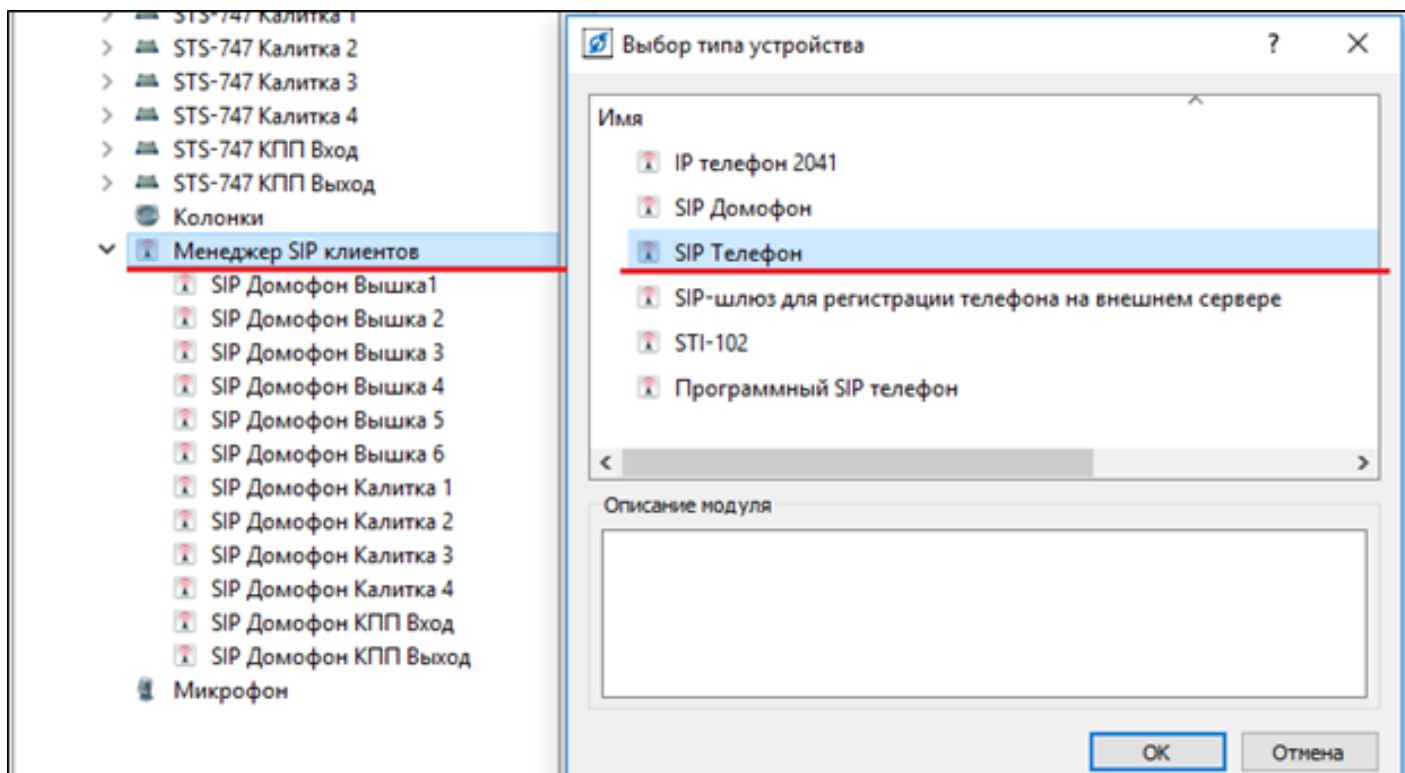 STS-747 Калитка 1
STS-747 Калитка 2
STS-747 Калитка 3
STS-747 Калитка 4
STS-747 КПП Вход
STS-747 КПП Выход
Колонки
Менеджер SIP клиентов
SIP Домофон Вышка1
SIP Домофон Вышка 2
SIP Домофон Вышка 3
SIP Домофон Вышка 4
SIP Домофон Вышка 5
SIP Домофон Вышка 6
SIP Домофон Калитка 1
SIP Домофон Калитка 2
SIP Домофон Калитка 3
SIP Домофон Калитка 4
SIP Домофон КПП Вход
SIP Домофон КПП Выход
Микрофон
Выбор типа устройства
Имя
IP телефон 2041
SIP Домофон
SIP Телефон
SIP-шлюз для регистрации телефона на внешнем сервере
STI-102
Программный SIP телефон
Описание модуля
OK
Отмена